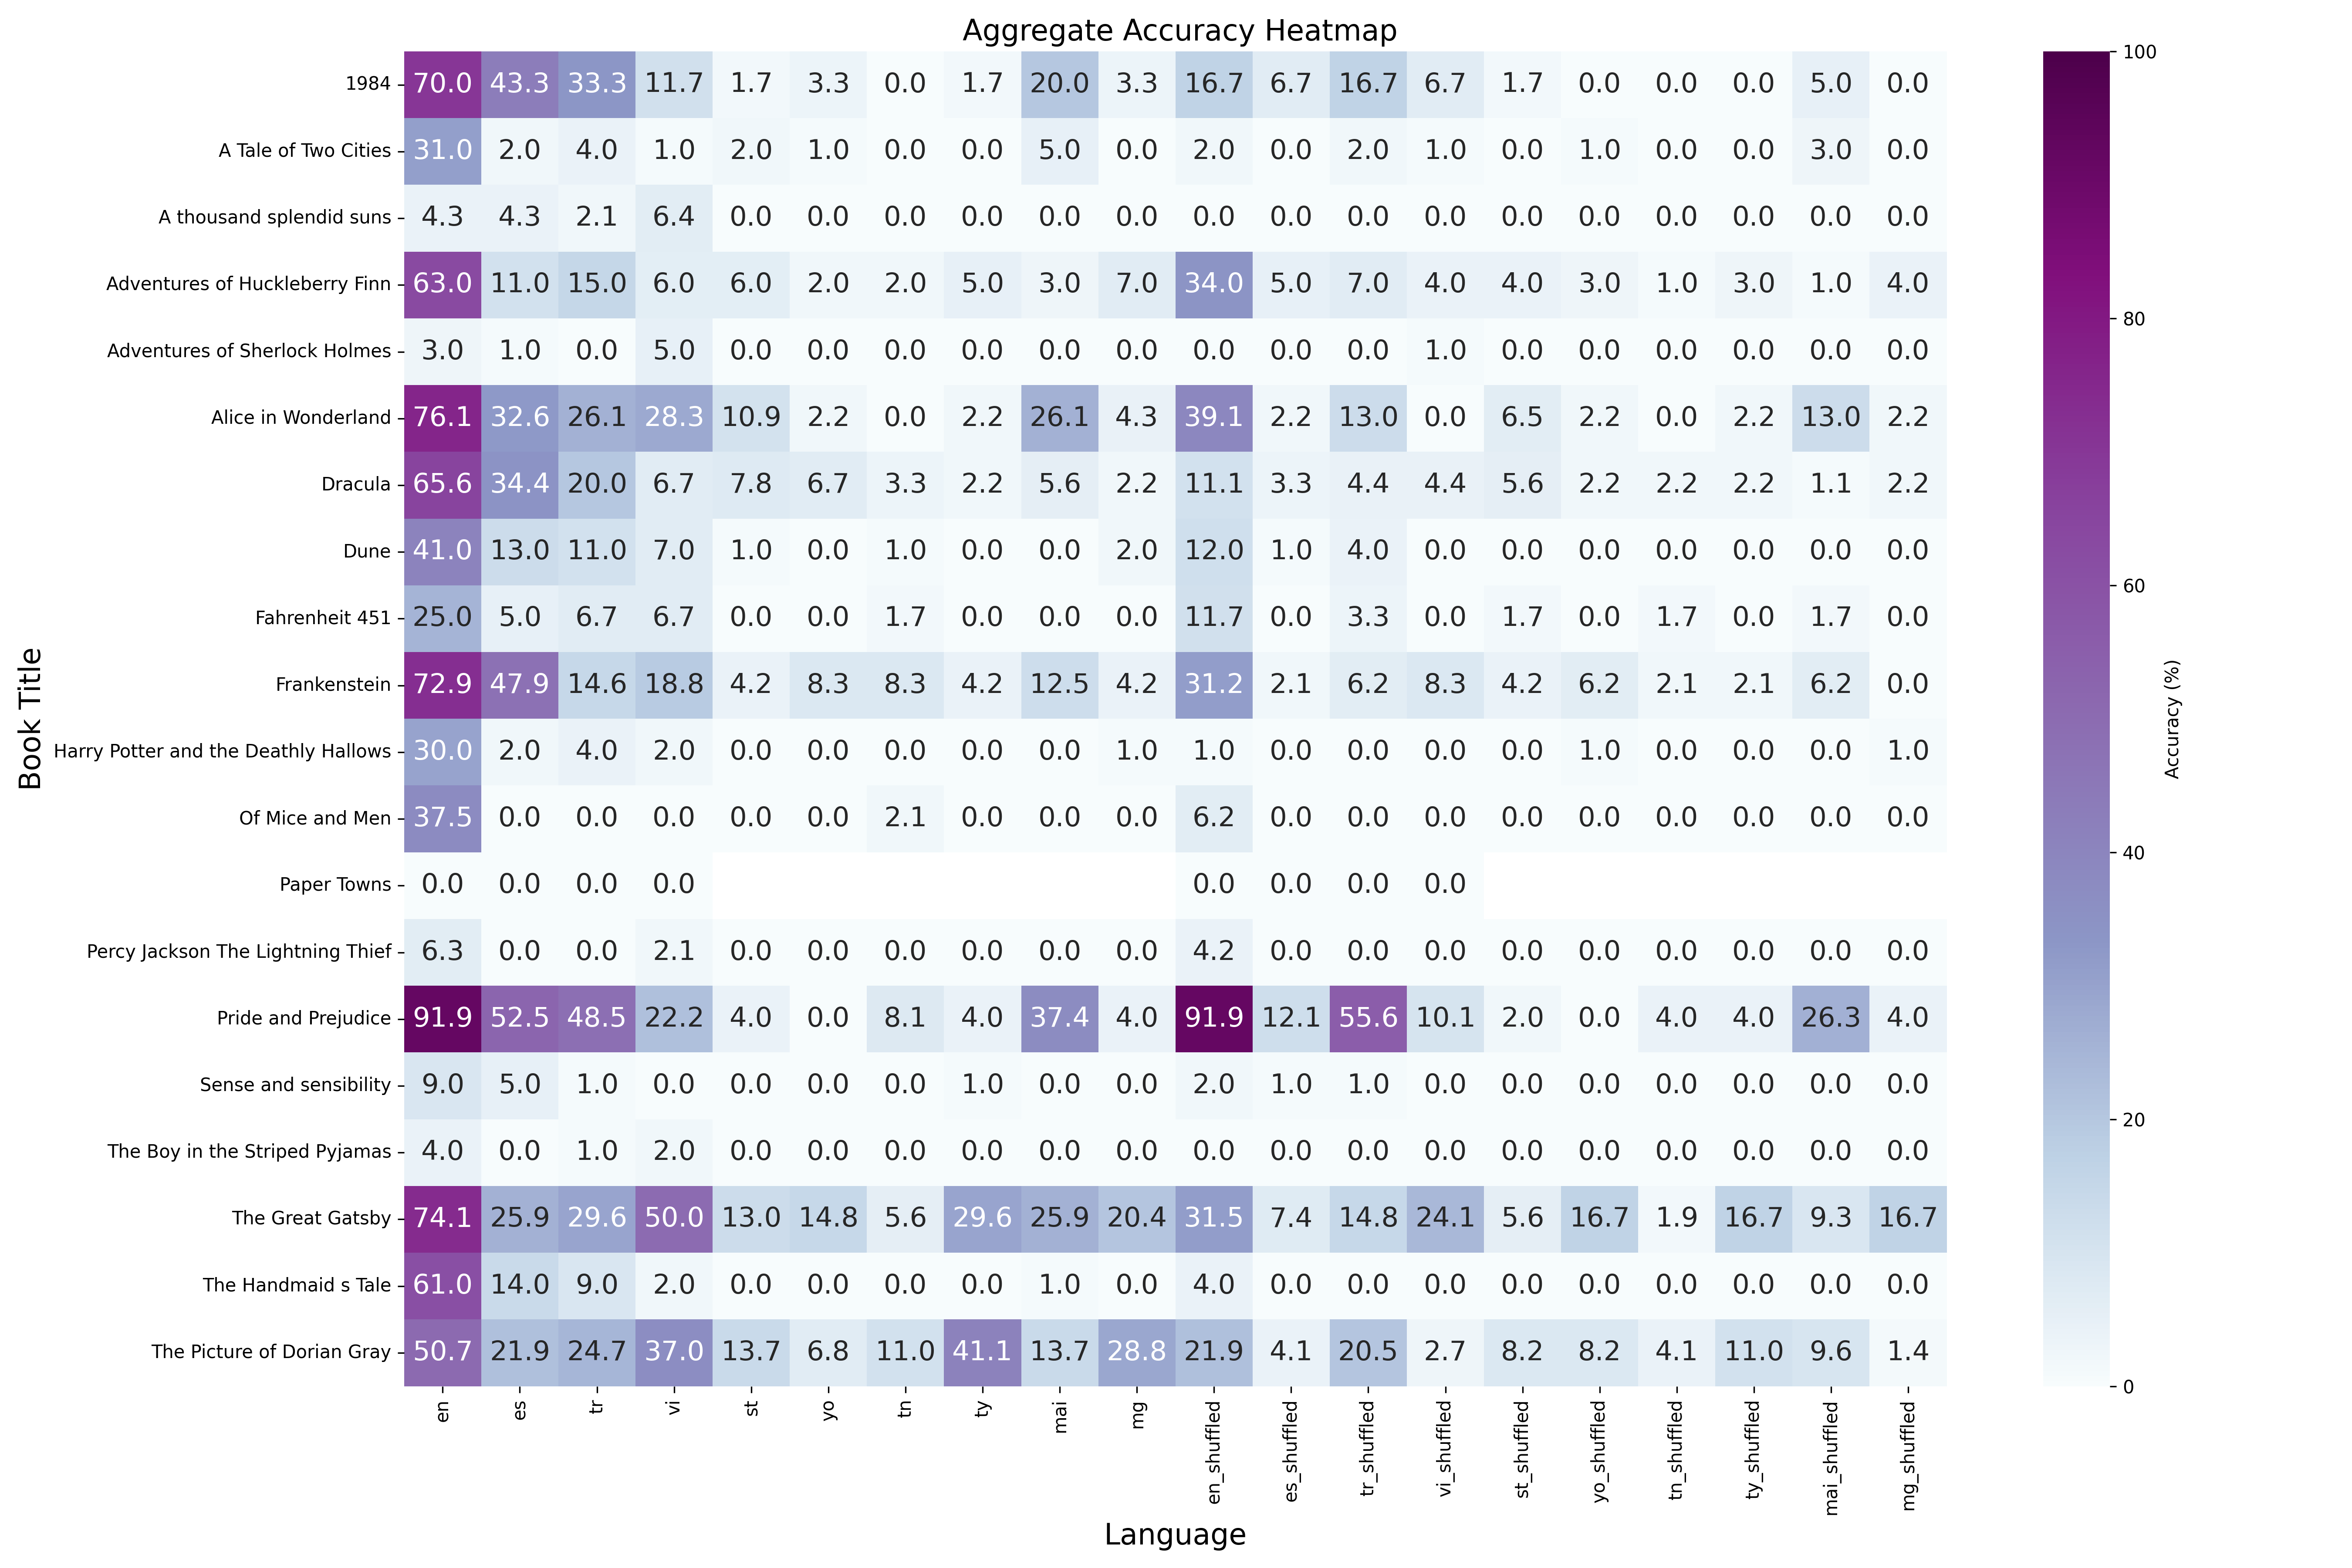 Aggregate Accuracy Heatmap
Book Title
1984 70.0 43.3 33.3 11.7 1.7 3.3 0.0 1.7 20.0 3.3 16.7 6.7 16.7 6.7 1.7 0.0 0.0 0.0 5.0 0.0
A Tale of Two Cities 31.0 2.0 4.0 1.0 2.0 1.0 0.0 0.0 5.0 0.0 2.0 0.0 2.0 1.0 0.0 1.0 0.0 0.0 3.0 0.0
A thousand splendid suns 4.3 4.3 2.1 6.4 0.0 0.0 0.0 0.0 0.0 0.0 0.0 0.0 0.0 0.0 0.0 0.0 0.0 0.0 0.0 0.0
Adventures of Huckleberry Finn 63.0 11.0 15.0 6.0 6.0 2.0 2.0 5.0 3.0 7.0 34.0 5.0 7.0 4.0 4.0 3.0 1.0 3.0 1.0 4.0
Adventures of Sherlock Holmes 3.0 1.0 0.0 5.0 0.0 0.0 0.0 0.0 0.0 0.0 0.0 0.0 0.0 1.0 0.0 0.0 0.0 0.0 0.0 0.0
Alice in Wonderland 76.1 32.6 26.1 28.3 10.9 2.2 0.0 2.2 26.1 4.3 39.1 2.2 13.0 0.0 6.5 2.2 0.0 2.2 13.0 2.2
Dracula 65.6 34.4 20.0 6.7 7.8 6.7 3.3 2.2 5.6 2.2 11.1 3.3 4.4 4.4 5.6 2.2 2.2 2.2 1.1 2.2
Dune 41.0 13.0 11.0 7.0 1.0 0.0 1.0 0.0 0.0 2.0 12.0 1.0 4.0 0.0 0.0 0.0 0.0 0.0 0.0 0.0
Fahrenheit 451 25.0 5.0 6.7 6.7 0.0 0.0 1.7 0.0 0.0 0.0 11.7 0.0 3.3 0.0 1.7 0.0 1.7 0.0 1.7 0.0
Frankenstein 72.9 47.9 14.6 18.8 4.2 8.3 8.3 4.2 12.5 4.2 31.2 2.1 6.2 8.3 4.2 6.2 2.1 2.1 6.2 0.0
Harry Potter and the Deathly Hallows 30.0 2.0 4.0 2.0 0.0 0.0 0.0 0.0 0.0 1.0 1.0 0.0 0.0 0.0 0.0 1.0 0.0 0.0 0.0 1.0
Of Mice and Men 37.5 0.0 0.0 0.0 0.0 0.0 2.1 0.0 0.0 0.0 6.2 0.0 0.0 0.0 0.0 0.0 0.0 0.0 0.0 0.0
Paper Towns 0.0 0.0 0.0 0.0 0.0 0.0 0.0 0.0
Percy Jackson The Lightning Thief 6.3 0.0 0.0 2.1 0.0 0.0 0.0 0.0 0.0 0.0 4.2 0.0 0.0 0.0 0.0 0.0 0.0 0.0 0.0 0.0
Pride and Prejudice 91.9 52.5 48.5 22.2 4.0 0.0 8.1 4.0 37.4 4.0 91.9 12.1 55.6 10.1 2.0 0.0 4.0 4.0 26.3 4.0
Sense and sensibility 9.0 5.0 1.0 0.0 0.0 0.0 0.0 1.0 0.0 0.0 2.0 1.0 1.0 0.0 0.0 0.0 0.0 0.0 0.0 0.0
The Boy in the Striped Pyjamas 4.0 0.0 1.0 2.0 0.0 0.0 0.0 0.0 0.0 0.0 0.0 0.0 0.0 0.0 0.0 0.0 0.0 0.0 0.0 0.0
The Great Gatsby 74.1 25.9 29.6 50.0 13.0 14.8 5.6 29.6 25.9 20.4 31.5 7.4 14.8 24.1 5.6 16.7 1.9 16.7 9.3 16.7
The Handmaid s Tale 61.0 14.0 9.0 2.0 0.0 0.0 0.0 0.0 1.0 0.0 4.0 0.0 0.0 0.0 0.0 0.0 0.0 0.0 0.0 0.0
The Picture of Dorian Gray 50.7 21.9 24.7 37.0 13.7 6.8 11.0 41.1 13.7 28.8 21.9 4.1 20.5 2.7 8.2 8.2 4.1 11.0 9.6 1.4
en es tr vi st yo tn ty mai mg en_shuffled es_shuffled tr_shuffled vi_shuffled st_shuffled yo_shuffled tn_shuffled ty_shuffled mai_shuffled mg_shuffled
Language
100
80
60
40
20
0
Accuracy (%)